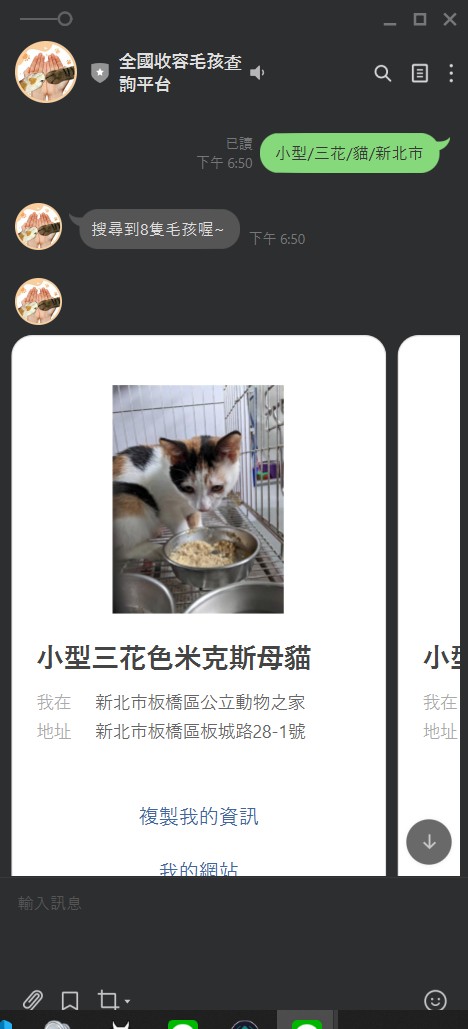 全國收容毛孩查
詢平台
已讀
下午 6:50
小型/三花/貓/新北市
搜尋到8隻毛孩喔~
下午 6:50
小型三花色米克斯母貓
我在 新北市板橋區公立動物之家
地址 新北市板橋區板城路28-1號
複製我的資訊
我的網站
小型
我在
地址
輸入訊息